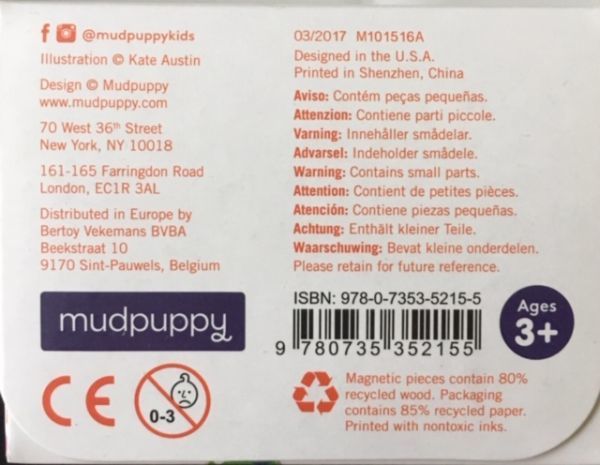 @mudpuppykids
Illustration © Kate Austin
Design © Mudpuppy
www.mudpuppy.com
70 West 36th Street
New York, NY 10018
161-165 Farringdon Road
London, EC1R 3AL
Distributed in Europe by
Bertoy Vekemans BVBA
Beekstraat 10
9170 Sint-Pauwels, Belgium
mudpuppy
CE
0-3
03/2017 M101516A
Designed in the U.S.A.
Printed in Shenzhen, China
Aviso: Contém peças pequeñas.
Attenzion: Contiene parti piccole.
Varning: Innehåller smådelar.
Advarsel: Indeholder smådele.
Warning: Contains small parts.
Attention: Contient de petites pièces.
Atención: Contiene piezas pequeñas.
Achtung: Enthält kleiner Teile.
Waarschuwing: Bevat kleine onderdelen.
Please retain for future reference.
ISBN: 978-0-7353-5215-5
9 780735 352155
Ages
3+
Magnetic pieces contain 80%
recycled wood. Packaging
contains 85% recycled paper.
Printed with nontoxic inks.